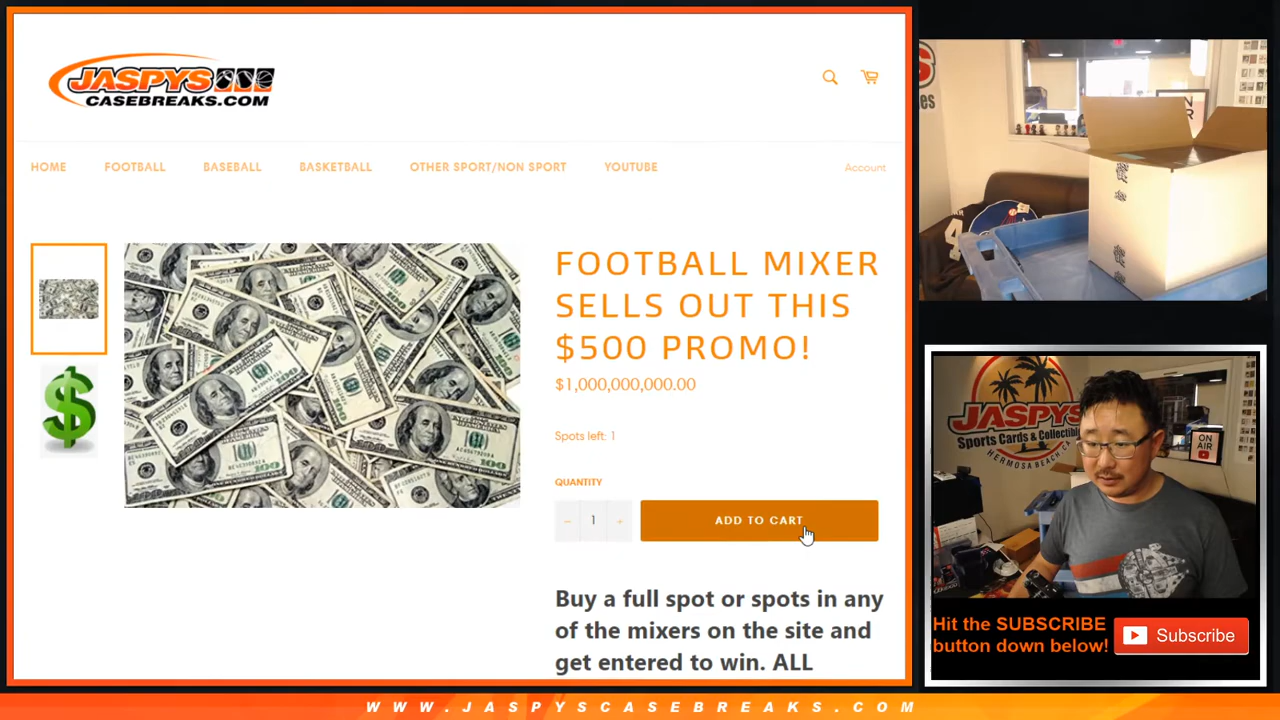 JASPYS
CASEBREAKS.COM
HOME FOOTBALL BASEBALL BASKETBALL OTHER SPORT/NON SPORT YOUTUBE Account
FOOTBALL MIXER
SELLS OUT THIS
$500 PROMO!
$1,000,000,000.00
Spots left: 1
QUANTITY
− 1 +
ADD TO CART
Buy a full spot or spots in any
of the mixers on the site and
get entered to win. ALL
JASPYS
Sports Cards & Collectibl
HERMOSA BEACH, CA
ON
AIR
Hit the SUBSCRIBE
button down below!
Subscribe
WWW.JASPYSCASEBREAKS.COM